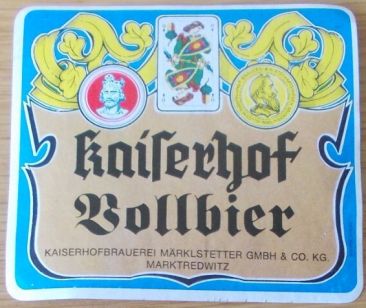 Kaiserhof
Vollbier
KAISERHOFBRAUEREI MÄRKLSTETTER GMBH & CO. KG.
MARKTREDWITZ